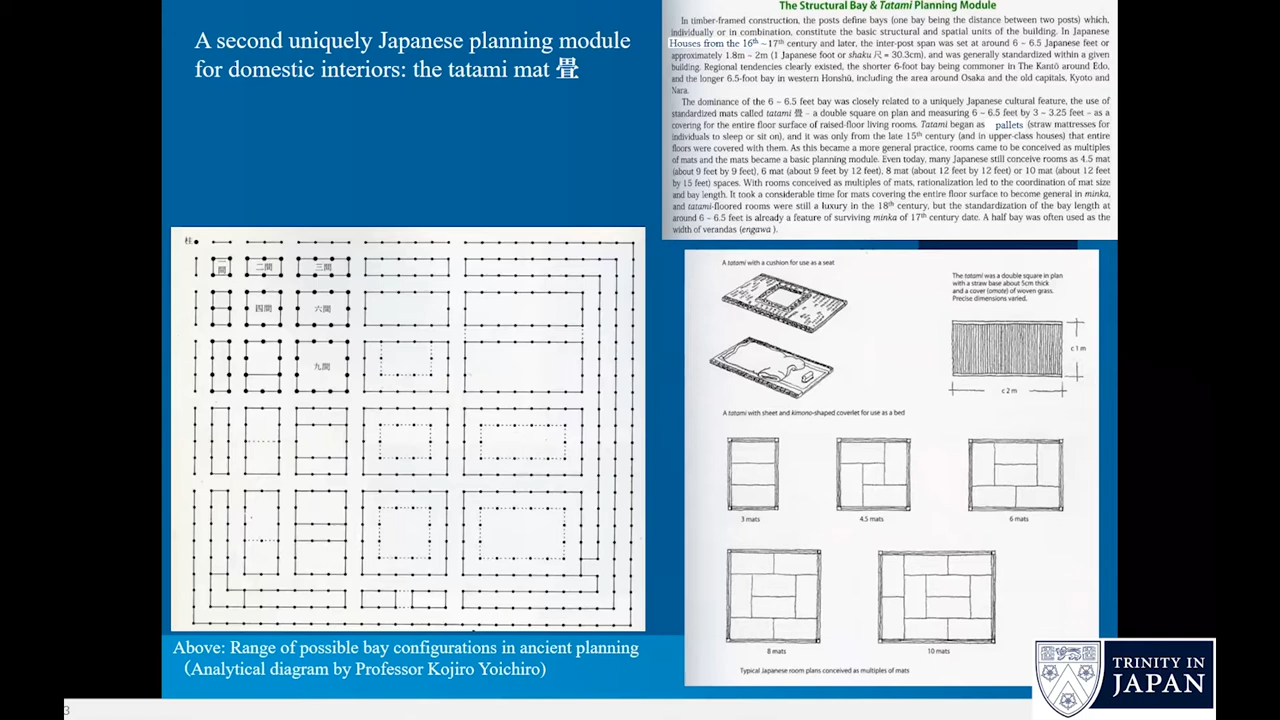 A second uniquely Japanese planning module
for domestic interiors: the tatami mat 畳
The Structural Bay & Tatami Planning Module
In timber-framed construction, the posts define bays (one bay being the distance between two posts) which,
individually or in combination, constitute the basic structural and spatial units of the building. In Japanese
Houses from the 16th ~ 17th century and later, the inter-post span was set at around 6 – 6.5 Japanese feet or
approximately 1.8m ~ 2m (1 Japanese foot or shaku 尺 = 30.3cm), and was generally standardized within a given
building. Regional tendencies clearly existed, the shorter 6-foot bay being commoner in The Kantō around Edo,
and the longer 6.5-foot bay in western Honshū, including the area around Osaka and the old capitals, Kyoto and
Nara.
The dominance of the 6 – 6.5 feet bay was closely related to a uniquely Japanese cultural feature, the use of
standardized mats called tatami 畳 – a double square on plan and measuring 6 – 6.5 feet by 3 – 3.25 feet – as a
covering for the entire floor surface of raised-floor living rooms. Tatami began as pallets (straw mattresses for
individuals to sleep or sit on), and it was only from the late 15th century (and in upper-class houses) that entire
floors were covered with them. As this became a more general practice, rooms came to be conceived as multiples
of mats and the mats became a basic planning module. Even today, many Japanese still conceive rooms as 4.5 mat
(about 9 feet by 9 feet), 6 mat (about 9 feet by 12 feet), 8 mat (about 12 feet by 12 feet) or 10 mat (about 12 feet
by 15 feet) spaces. With rooms conceived as multiples of mats, rationalization led to the coordination of mat size
and bay length. It took a considerable time for mats covering the entire floor surface to become general in minka,
and tatami-floored rooms were still a luxury in the 18th century, but the standardization of the bay length at
around 6 – 6.5 feet is already a feature of surviving minka of 17th century date. A half bay was often used as the
width of verandas (engawa ).
柱
一間
二間
三間
四間
六間
九間
Above: Range of possible bay configurations in ancient planning
(Analytical diagram by Professor Kojiro Yoichiro)
A tatami with a cushion for use as a seat
The tatami was a double square in plan
with a straw base about 5cm thick
and a cover (omote) of woven grass.
Precise dimensions varied.
c 1 m
c 2 m
A tatami with sheet and kimono-shaped coverlet for use as a bed
3 mats
4.5 mats
6 mats
8 mats
10 mats
Typical Japanese room plans conceived as multiples of mats
TRINITY IN
JAPAN
3